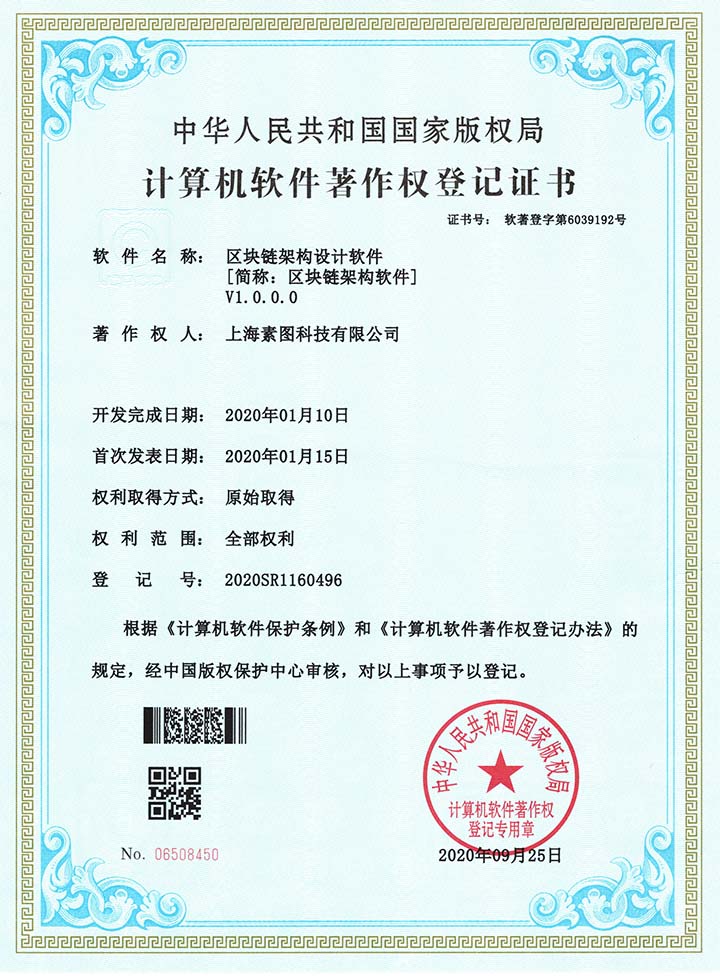 中华人民共和国国家版权局
计算机软件著作权登记证书
证书号： 软著登字第6039192号
软件名称： 区块链架构设计软件
[简称：区块链架构软件]
V1.0.0.0
著作权人： 上海素图科技有限公司
开发完成日期： 2020年01月10日
首次发表日期： 2020年01月15日
权利取得方式： 原始取得
权利范围： 全部权利
登记号： 2020SR1160496
根据《计算机软件保护条例》和《计算机软件著作权登记办法》的
规定，经中国版权保护中心审核，对以上事项予以登记。
中华人民共和国国家版权局
计算机软件著作权
登记专用章
No. 06508450
2020年09月25日